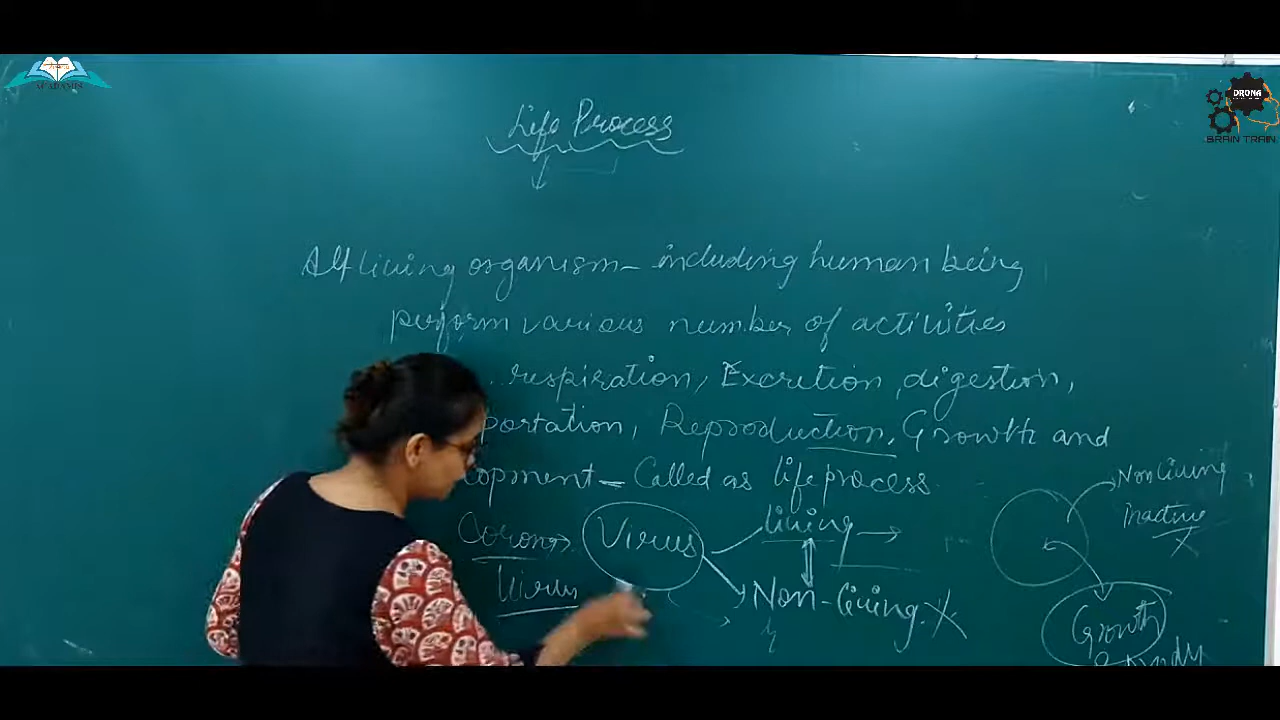 Life Process
All living organism - including human being
perform various number of activities
respiration, Excretion, digestion,
portation, Reproduction, Growth and
opment - Called as life process
Corona Virus living
Virus Non-living
Non living
Inactive
Growth
DRONA
BRAIN TRAIN